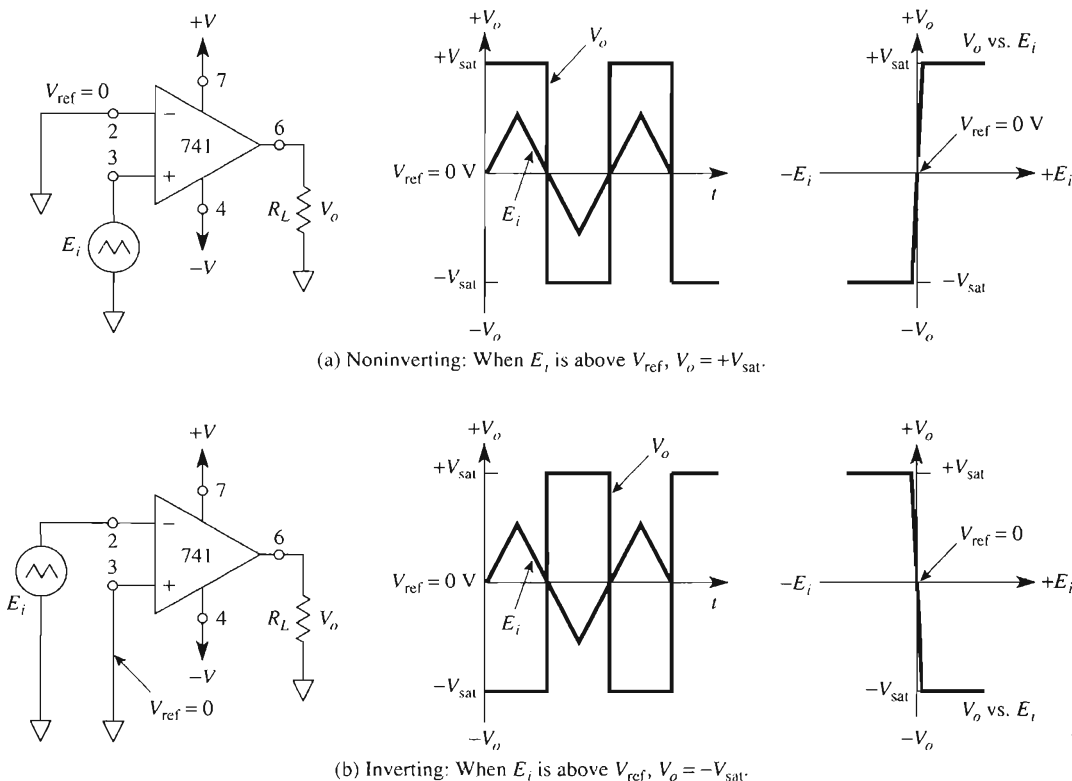 +V
7
V_ref = 0
−
2
741
6
3
+
4
R_L
V_o
E_i
−V
+V_o
V_o
+V_sat
V_ref = 0 V
E_i
t
−V_sat
−V_o
+V_o
V_o vs. E_i
+V_sat
V_ref = 0 V
−E_i
+E_i
−V_sat
−V_o
(a) Noninverting: When E_i is above V_ref, V_o = +V_sat.
+V
7
−
2
6
741
3
+
E_i
4
R_L
V_o
−V
V_ref = 0
+V_o
V_o
+V_sat
V_ref = 0 V
E_i
t
−V_sat
−V_o
+V_o
+V_sat
V_ref = 0
−E_i
+E_i
−V_sat
V_o vs. E_i
−V_o
(b) Inverting: When E_i is above V_ref, V_o = −V_sat.